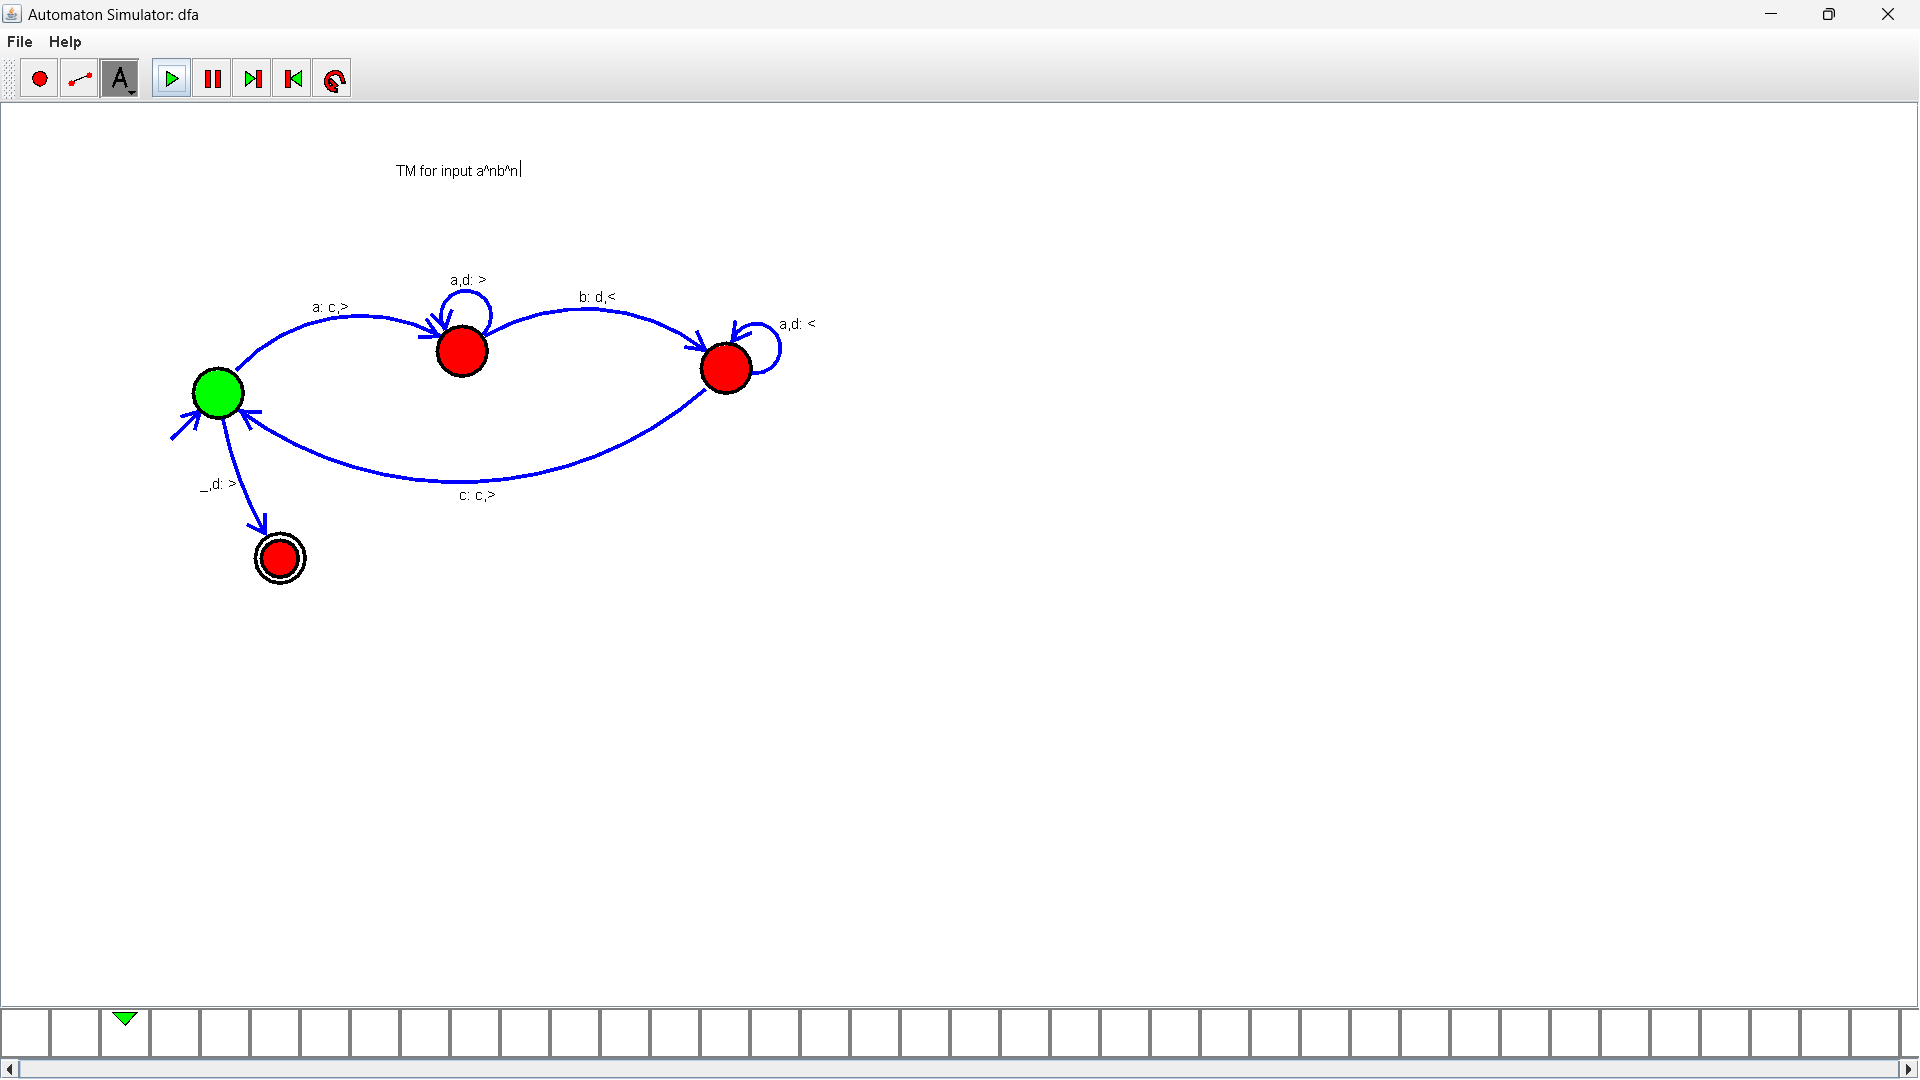 Automaton Simulator: dfa
File Help
A
TM for input a^nb^n
a,d: >
b: d,<
a: c,>
a,d: <
_,d: >
c: c,>